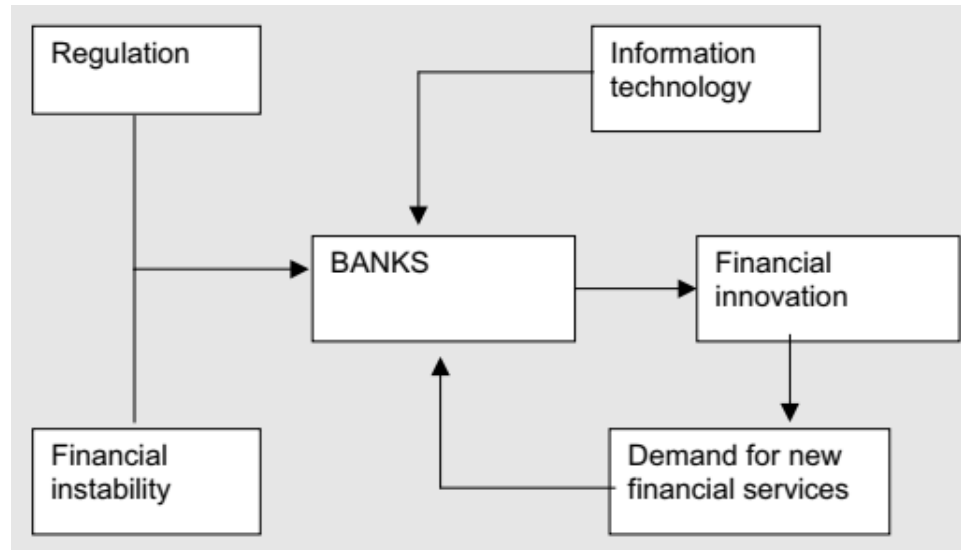 Regulation
Information
technology
BANKS
Financial
innovation
Financial
instability
Demand for new
financial services